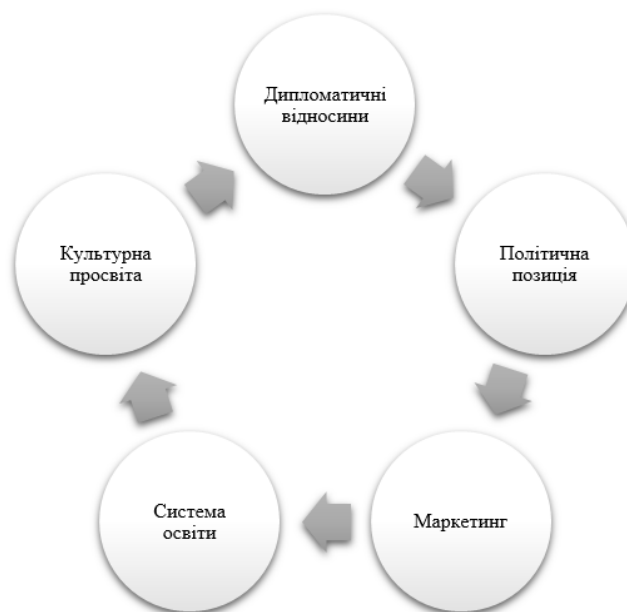 Дипломатичні
відносини
Політична
позиція
Маркетинг
Система
освіти
Культурна
просвіта